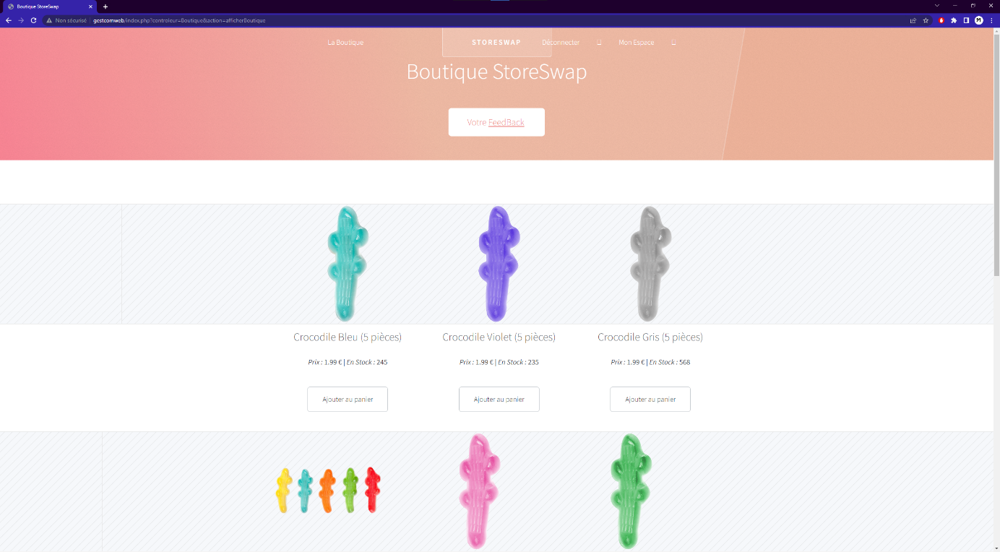 Boutique StoreSwap
Non sécurisé | gestcomweb/index.php?controleur=Boutique&action=afficherBoutique
M
La Boutique STORESWAP Déconnecter Mon Espace
Boutique StoreSwap
Votre FeedBack
Crocodile Bleu (5 pièces) Crocodile Violet (5 pièces) Crocodile Gris (5 pièces)
Prix : 1.99 € | En Stock : 245 Prix : 1.99 € | En Stock : 235 Prix : 1.99 € | En Stock : 568
Ajouter au panier Ajouter au panier Ajouter au panier